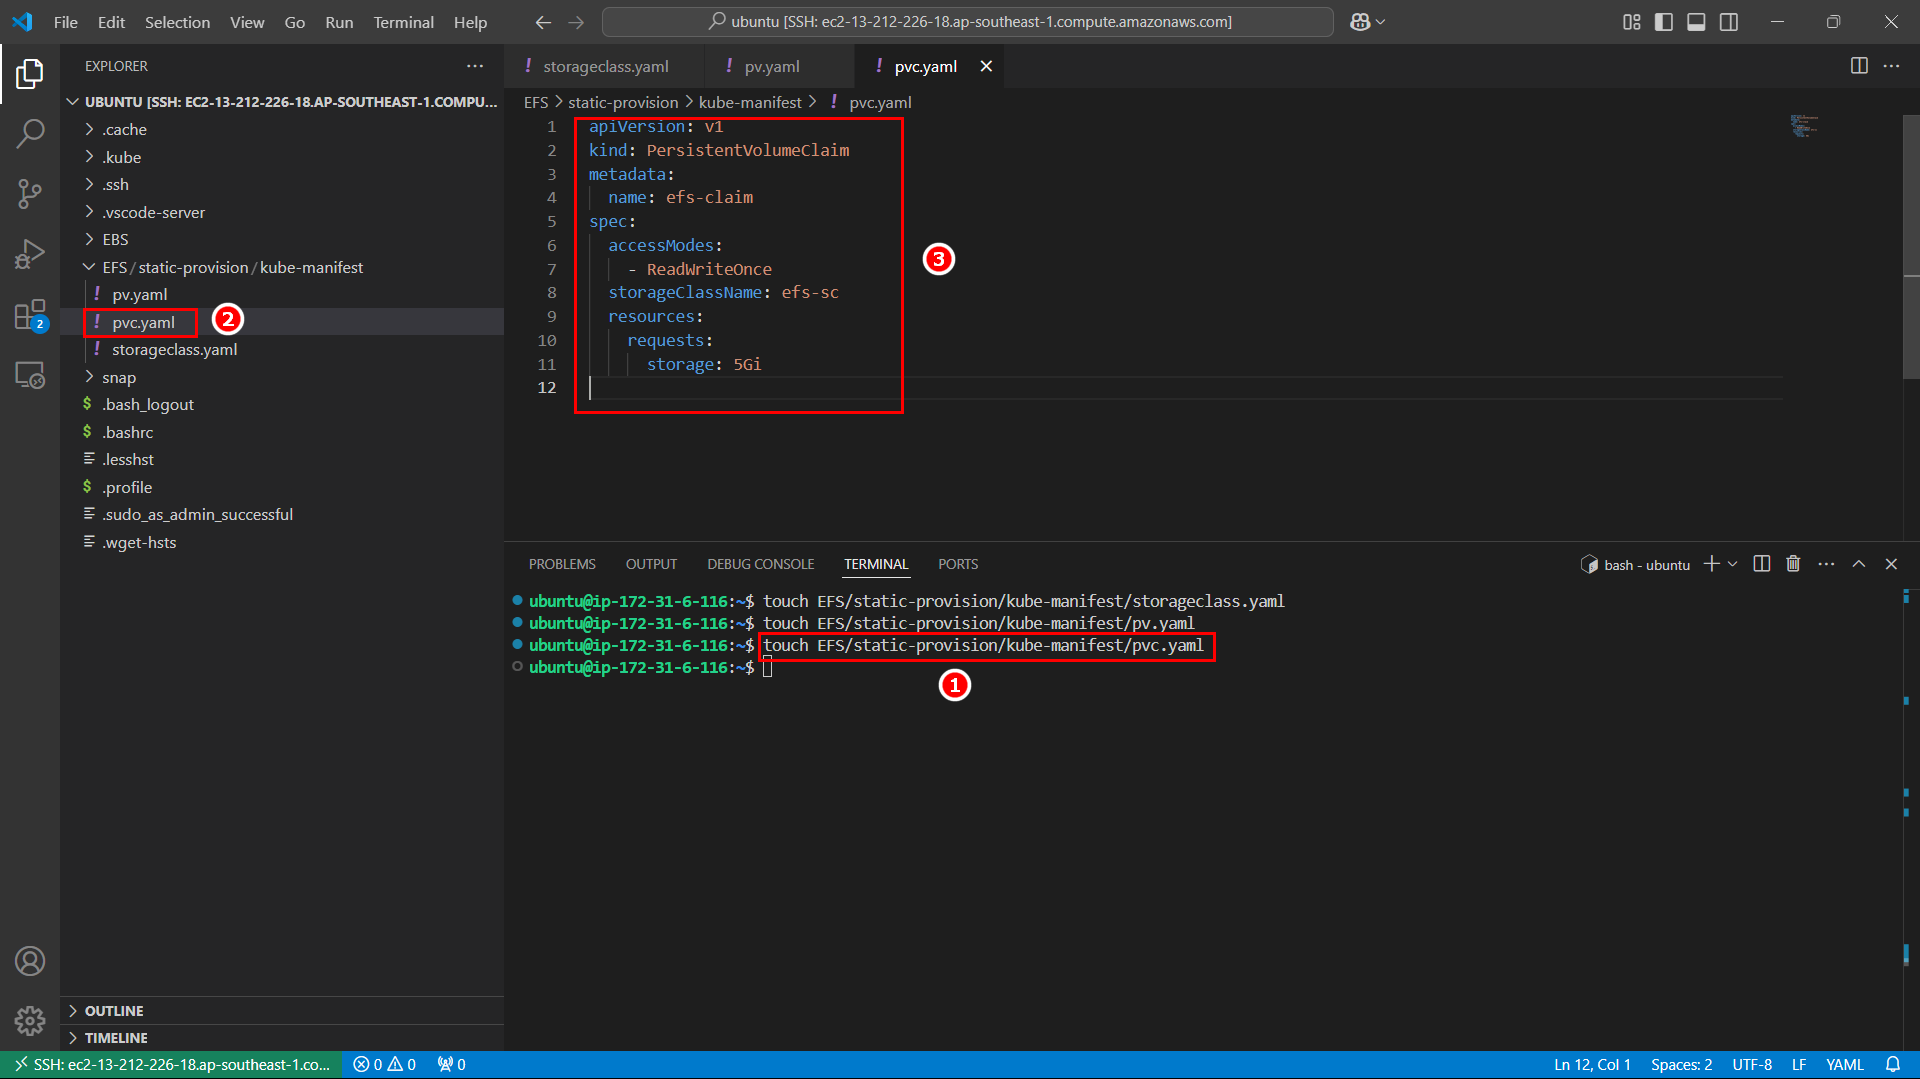 File Edit Selection View Go Run Terminal Help
ubuntu [SSH: ec2-13-212-226-18.ap-southeast-1.compute.amazonaws.com]
EXPLORER
UBUNTU [SSH: EC2-13-212-226-18.AP-SOUTHEAST-1.COMPU...
.cache
.kube
.ssh
.vscode-server
EBS
EFS/static-provision/kube-manifest
! pv.yaml
! pvc.yaml
2
! storageclass.yaml
snap
$ .bash_logout
$ .bashrc
.lesshst
$ .profile
.sudo_as_admin_successful
.wget-hsts
2
OUTLINE
TIMELINE
! storageclass.yaml ! pv.yaml ! pvc.yaml
EFS > static-provision > kube-manifest > ! pvc.yaml
1 apiVersion: v1
2 kind: PersistentVolumeClaim
3 metadata:
4 name: efs-claim
5 spec:
6 accessModes:
7 - ReadWriteOnce
8 storageClassName: efs-sc
9 resources:
10 requests:
11 storage: 5Gi
12
3
PROBLEMS OUTPUT DEBUG CONSOLE TERMINAL PORTS
bash - ubuntu
ubuntu@ip-172-31-6-116:~$ touch EFS/static-provision/kube-manifest/storageclass.yaml
ubuntu@ip-172-31-6-116:~$ touch EFS/static-provision/kube-manifest/pv.yaml
ubuntu@ip-172-31-6-116:~$ touch EFS/static-provision/kube-manifest/pvc.yaml
ubuntu@ip-172-31-6-116:~$
1
SSH: ec2-13-212-226-18.ap-southeast-1.co... 0 0 0 Ln 12, Col 1 Spaces: 2 UTF-8 LF YAML